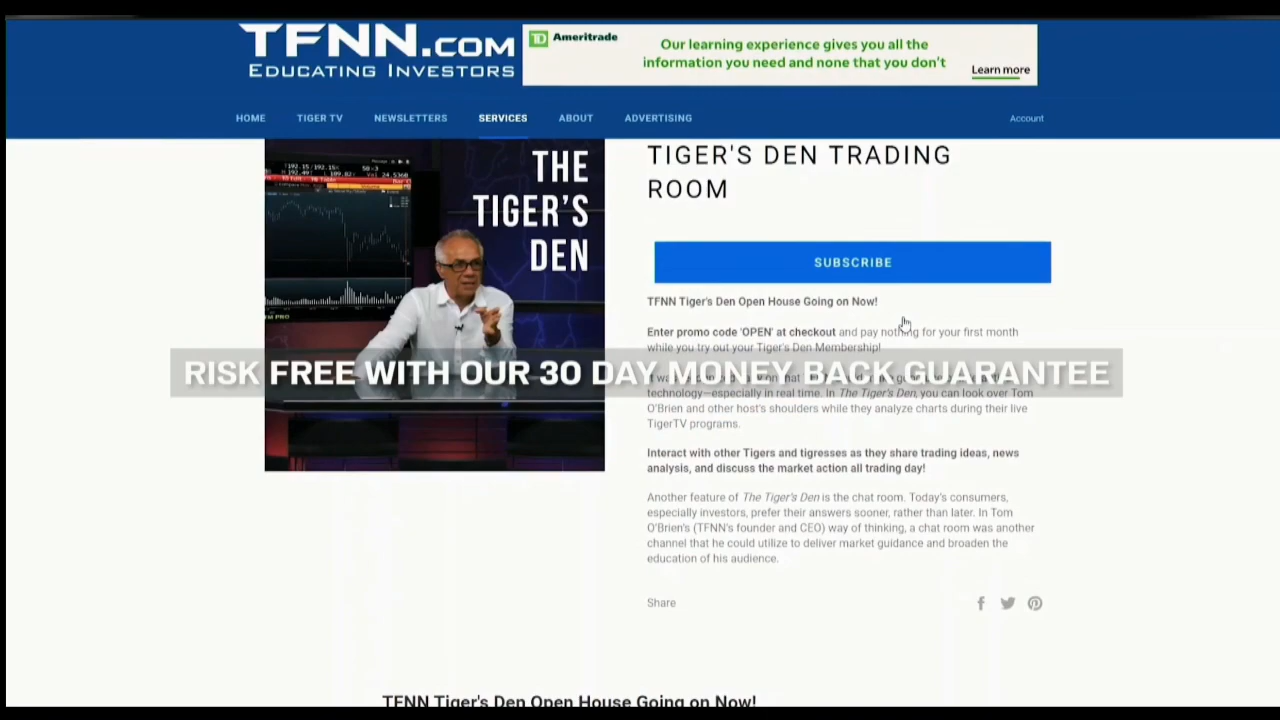 TFNN.COM
EDUCATING INVESTORS
Ameritrade
Our learning experience gives you all the
information you need and none that you don't
Learn more
HOME
TIGER TV
NEWSLETTERS
SERVICES
ABOUT
ADVERTISING
Account
THE
TIGER'S
DEN
TIGER'S DEN TRADING
ROOM
SUBSCRIBE
TFNN Tiger's Den Open House Going on Now!
Enter promo code 'OPEN' at checkout and pay nothing for your first month
while you try out your Tiger's Den Membership!
RISK FREE WITH OUR 30 DAY MONEY BACK GUARANTEE
technology—especially in real time. In The Tiger's Den, you can look over Tom
O'Brien and other host's shoulders while they analyze charts during their live
TigerTV programs.
Interact with other Tigers and tigresses as they share trading ideas, news
analysis, and discuss the market action all trading day!
Another feature of The Tiger's Den is the chat room. Today's consumers,
especially investors, prefer their answers sooner, rather than later. In Tom
O'Brien's (TFNN's founder and CEO) way of thinking, a chat room was another
channel that he could utilize to deliver market guidance and broaden the
education of his audience.
Share
TFNN Tiger's Den Open House Going on Now!